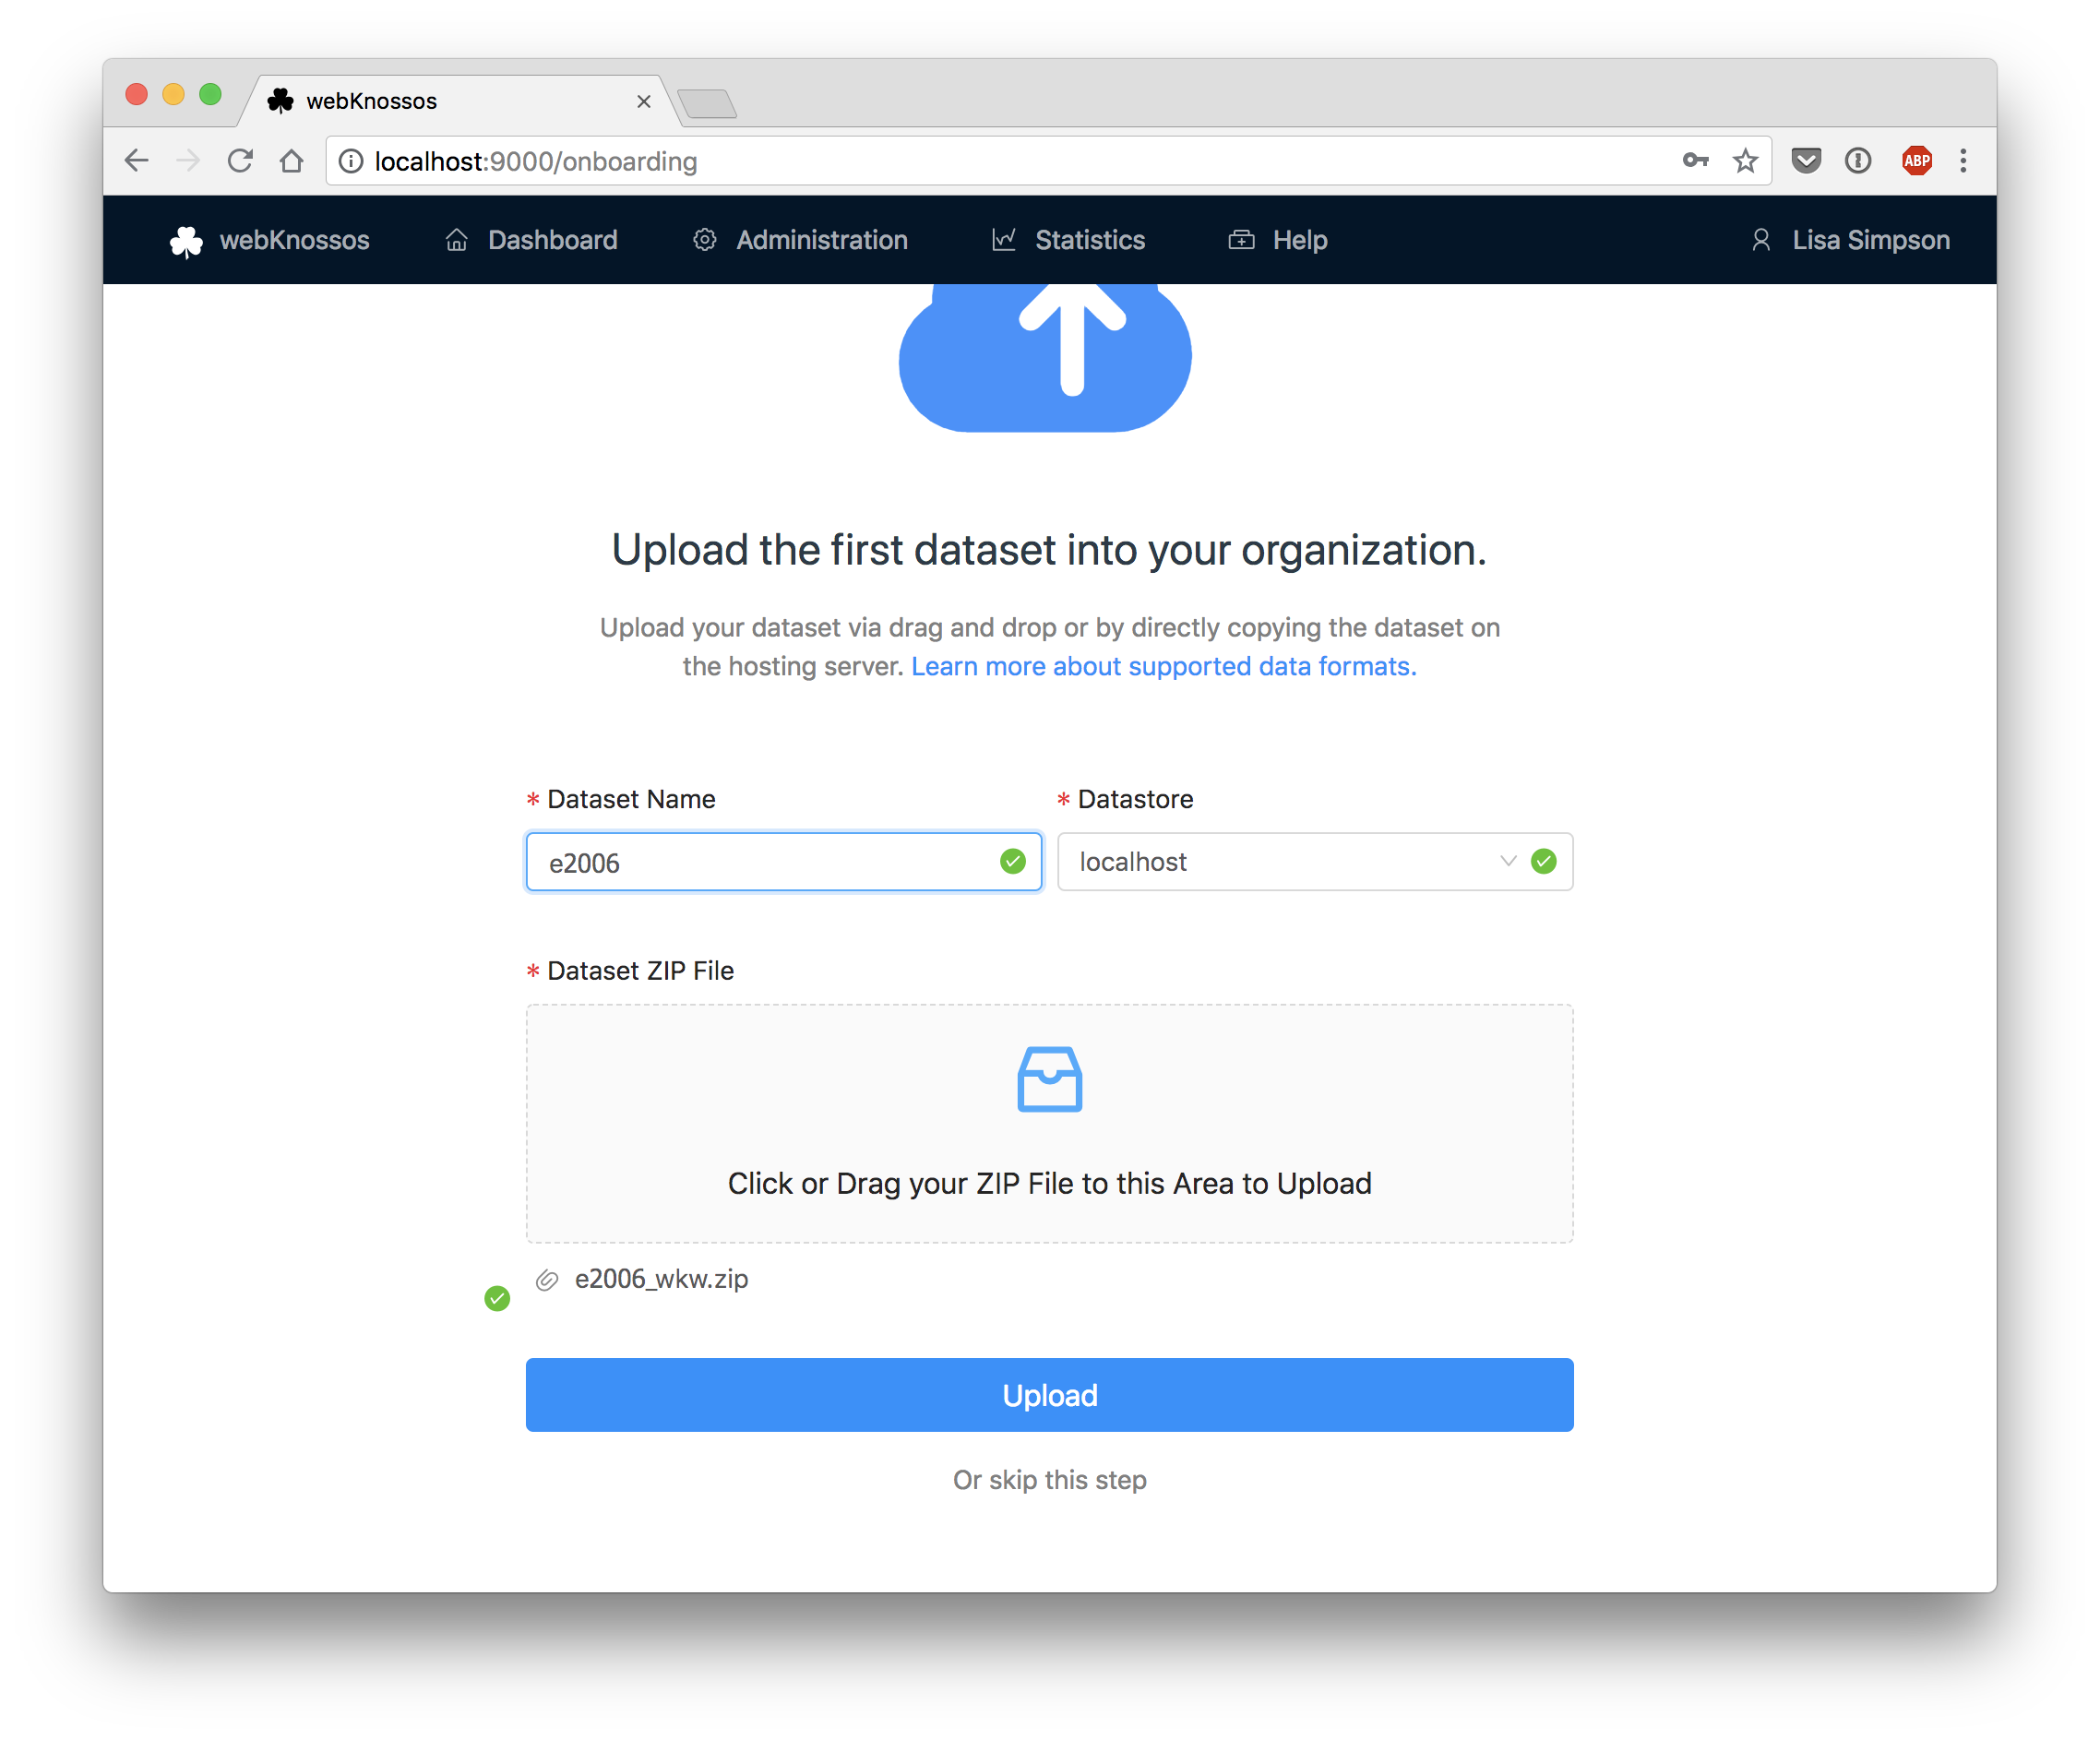 webKnossos
localhost:9000/onboarding
ABP
webKnossos Dashboard Administration Statistics Help Lisa Simpson
Upload the first dataset into your organization.
Upload your dataset via drag and drop or by directly copying the dataset on
the hosting server. Learn more about supported data formats.
* Dataset Name * Datastore
e2006 localhost
* Dataset ZIP File
Click or Drag your ZIP File to this Area to Upload
e2006_wkw.zip
Upload
Or skip this step